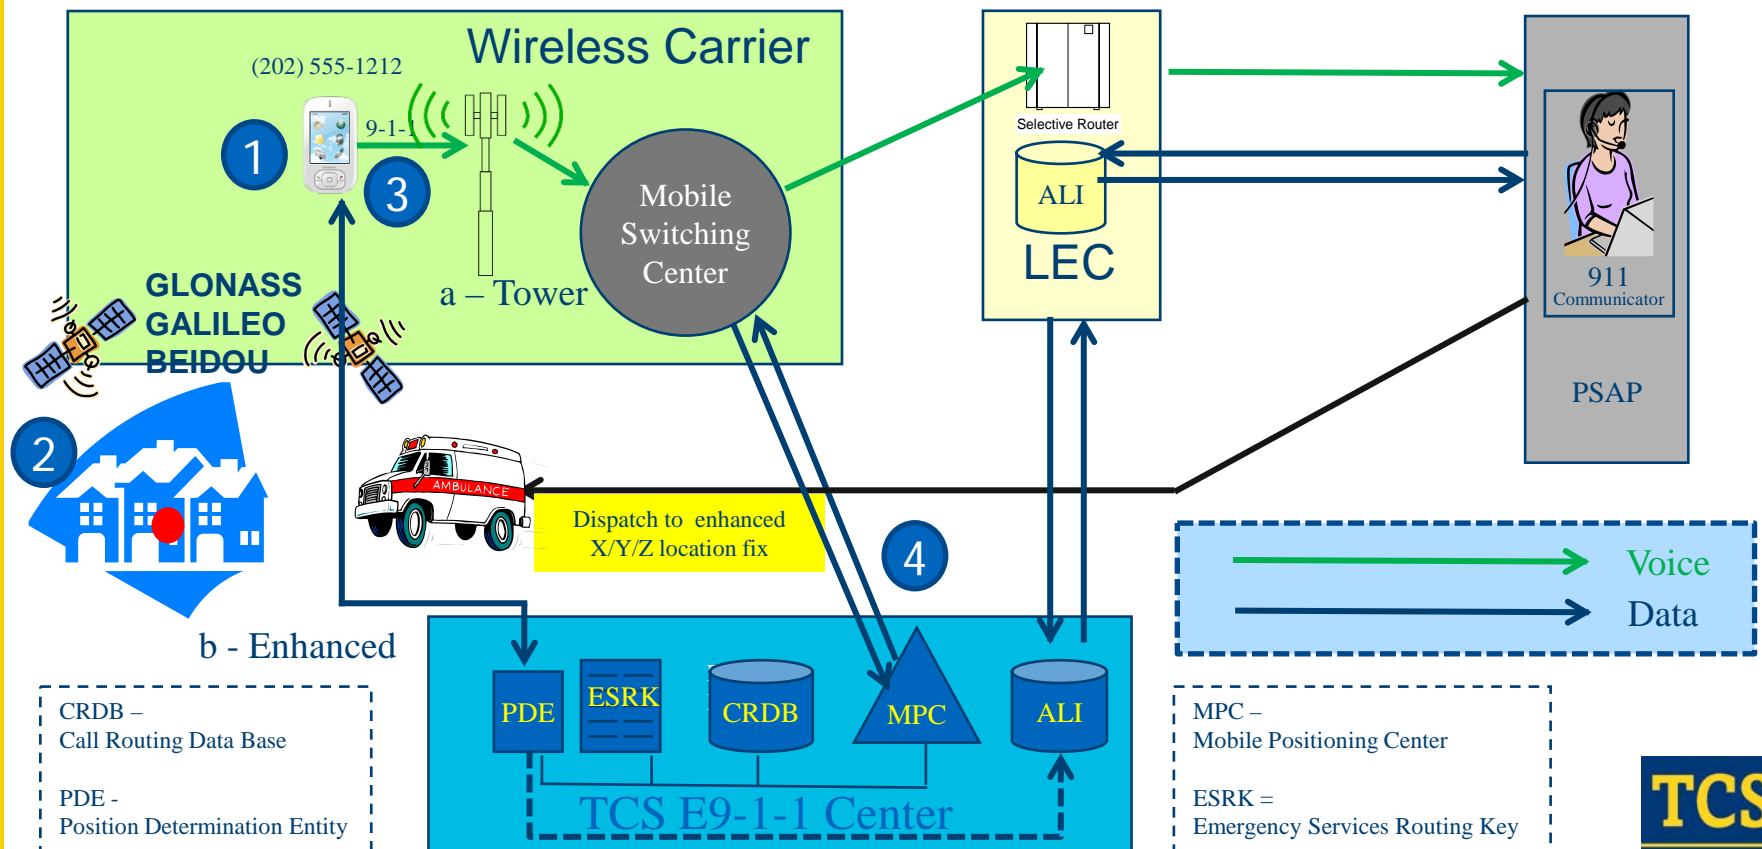 Wireless Carrier
(202) 555-1212
9-1-1
1
3
Mobile
Switching
Center
a – Tower
GLONASS
GALILEO
BEIDOU
2
Selective Router
ALI
LEC
911
Communicator
PSAP
AMBULANCE
Dispatch to enhanced
X/Y/Z location fix
4
Voice
Data
b - Enhanced
PDE
ESRK
CRDB
MPC
ALI
TCS E9-1-1 Center
CRDB –
Call Routing Data Base
PDE -
Position Determination Entity
MPC –
Mobile Positioning Center
ESRK =
Emergency Services Routing Key
TCS